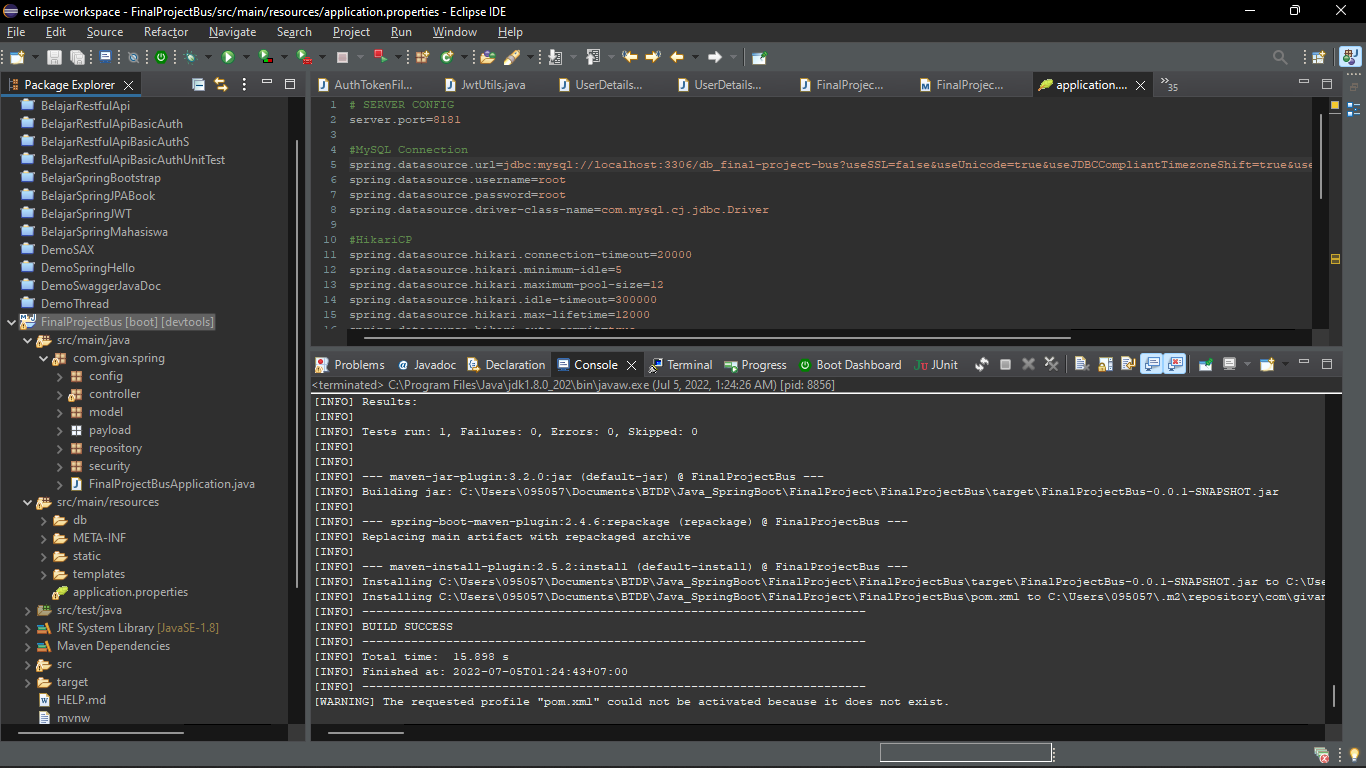 eclipse-workspace - FinalProjectBus/src/main/resources/application.properties - Eclipse IDE
File Edit Source Refactor Navigate Search Project Run Window Help
Package Explorer
BelajarRestfulApi
BelajarRestfulApiBasicAuth
BelajarRestfulApiBasicAuthS
BelajarRestfulApiBasicAuthUnitTest
BelajarSpringBootstrap
BelajarSpringJPABook
BelajarSpringJWT
BelajarSpringMahasiswa
DemoSAX
DemoSpringHello
DemoSwaggerJavaDoc
DemoThread
FinalProjectBus [boot] [devtools]
src/main/java
com.givan.spring
config
controller
model
payload
repository
security
FinalProjectBusApplication.java
src/main/resources
db
META-INF
static
templates
application.properties
src/test/java
JRE System Library [JavaSE-1.8]
Maven Dependencies
src
target
HELP.md
mvnw
AuthTokenFil... JwtUtils.java UserDetails... UserDetails... FinalProjec... FinalProjec... application.... »35
1 # SERVER CONFIG
2 server.port=8181
3
4 #MySQL Connection
5 spring.datasource.url=jdbc:mysql://localhost:3306/db_final-project-bus?useSSL=false&useUnicode=true&useJDBCCompliantTimezoneShift=true&use
6 spring.datasource.username=root
7 spring.datasource.password=root
8 spring.datasource.driver-class-name=com.mysql.cj.jdbc.Driver
9
10 #HikariCP
11 spring.datasource.hikari.connection-timeout=20000
12 spring.datasource.hikari.minimum-idle=5
13 spring.datasource.hikari.maximum-pool-size=12
14 spring.datasource.hikari.idle-timeout=300000
15 spring.datasource.hikari.max-lifetime=12000
Problems Javadoc Declaration Console Terminal Progress Boot Dashboard JUnit
<terminated> C:\Program Files\Java\jdk1.8.0_202\bin\javaw.exe (Jul 5, 2022, 1:24:26 AM) [pid: 8856]
[INFO] Results:
[INFO]
[INFO] Tests run: 1, Failures: 0, Errors: 0, Skipped: 0
[INFO]
[INFO]
[INFO] --- maven-jar-plugin:3.2.0:jar (default-jar) @ FinalProjectBus ---
[INFO] Building jar: C:\Users\095057\Documents\BTDP\Java_SpringBoot\FinalProject\FinalProjectBus\target\FinalProjectBus-0.0.1-SNAPSHOT.jar
[INFO]
[INFO] --- spring-boot-maven-plugin:2.4.6:repackage (repackage) @ FinalProjectBus ---
[INFO] Replacing main artifact with repackaged archive
[INFO]
[INFO] --- maven-install-plugin:2.5.2:install (default-install) @ FinalProjectBus ---
[INFO] Installing C:\Users\095057\Documents\BTDP\Java_SpringBoot\FinalProject\FinalProjectBus\target\FinalProjectBus-0.0.1-SNAPSHOT.jar to C:\Use
[INFO] Installing C:\Users\095057\Documents\BTDP\Java_SpringBoot\FinalProject\FinalProjectBus\pom.xml to C:\Users\095057\.m2\repository\com\givan
[INFO] ------------------------------------------------------------------------
[INFO] BUILD SUCCESS
[INFO] ------------------------------------------------------------------------
[INFO] Total time: 15.898 s
[INFO] Finished at: 2022-07-05T01:24:43+07:00
[INFO] ------------------------------------------------------------------------
[WARNING] The requested profile "pom.xml" could not be activated because it does not exist.